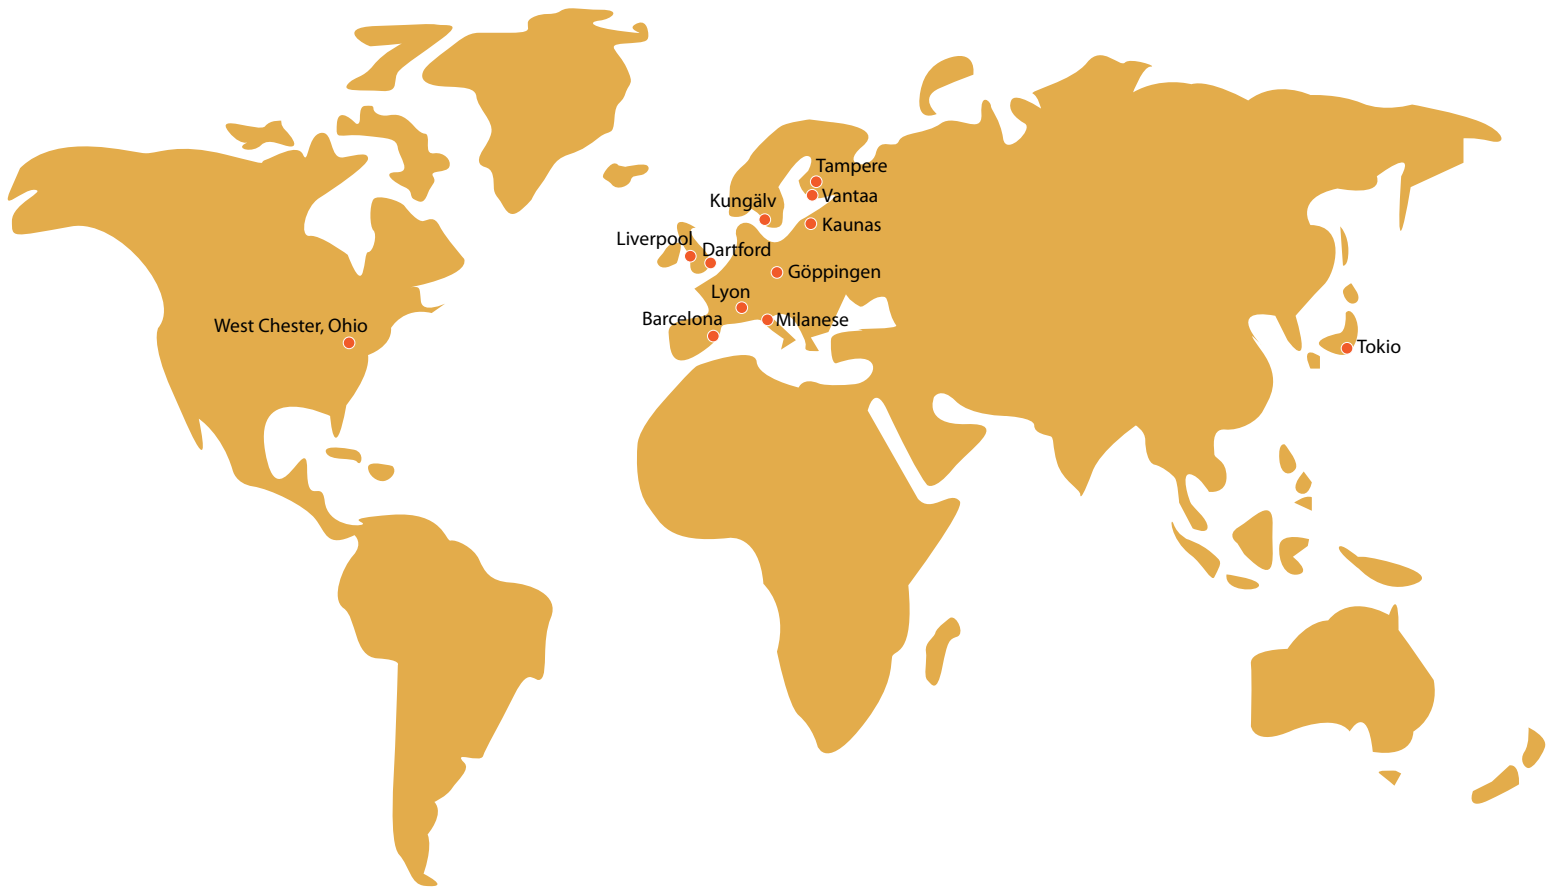 Tampere
Vantaa
Kungälv
Kaunas
Liverpool
Dartford
Göppingen
Lyon
Barcelona
Milanese
West Chester, Ohio
Tokio